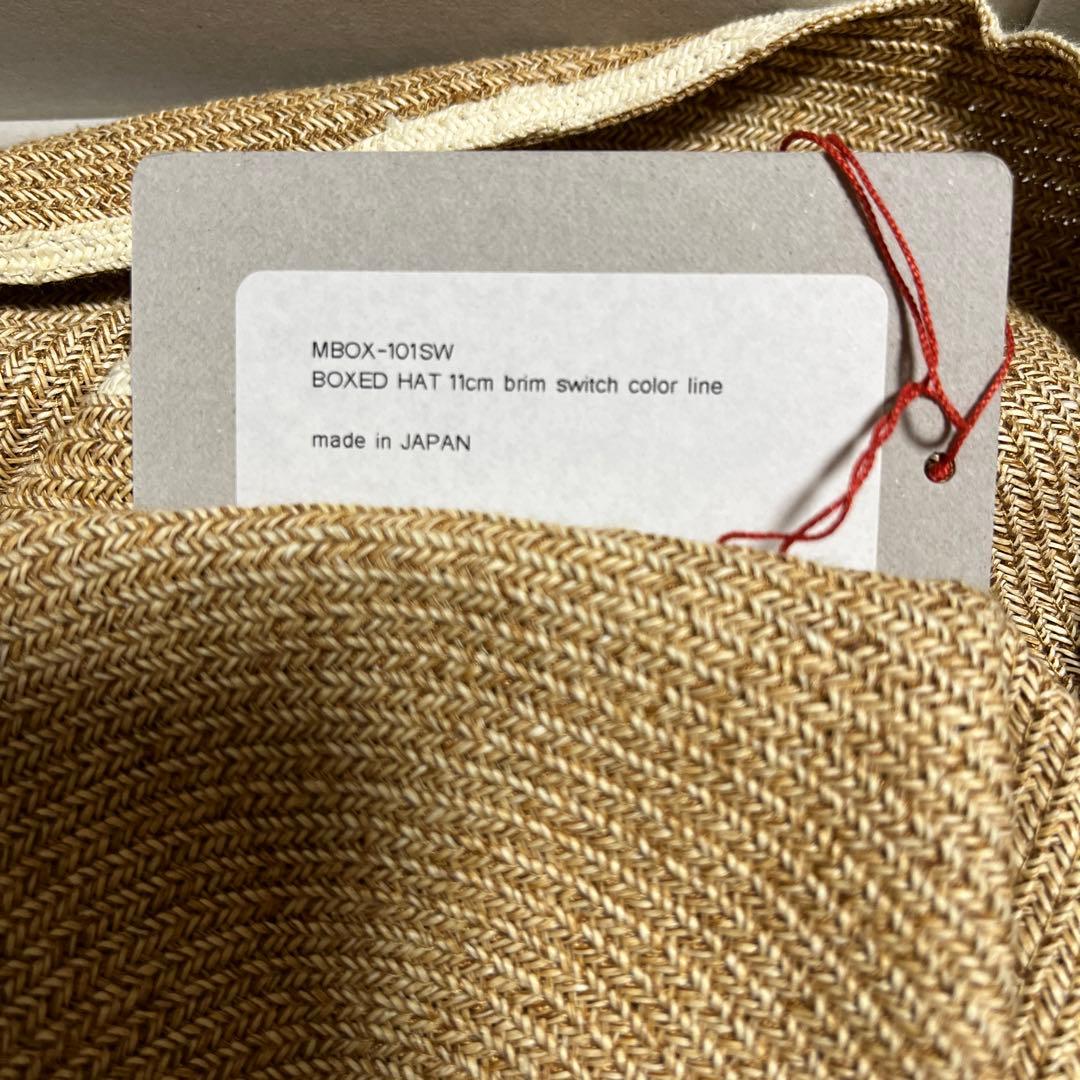 MBOX-101SW
BOXED HAT 11cm brim switch color line
made in JAPAN